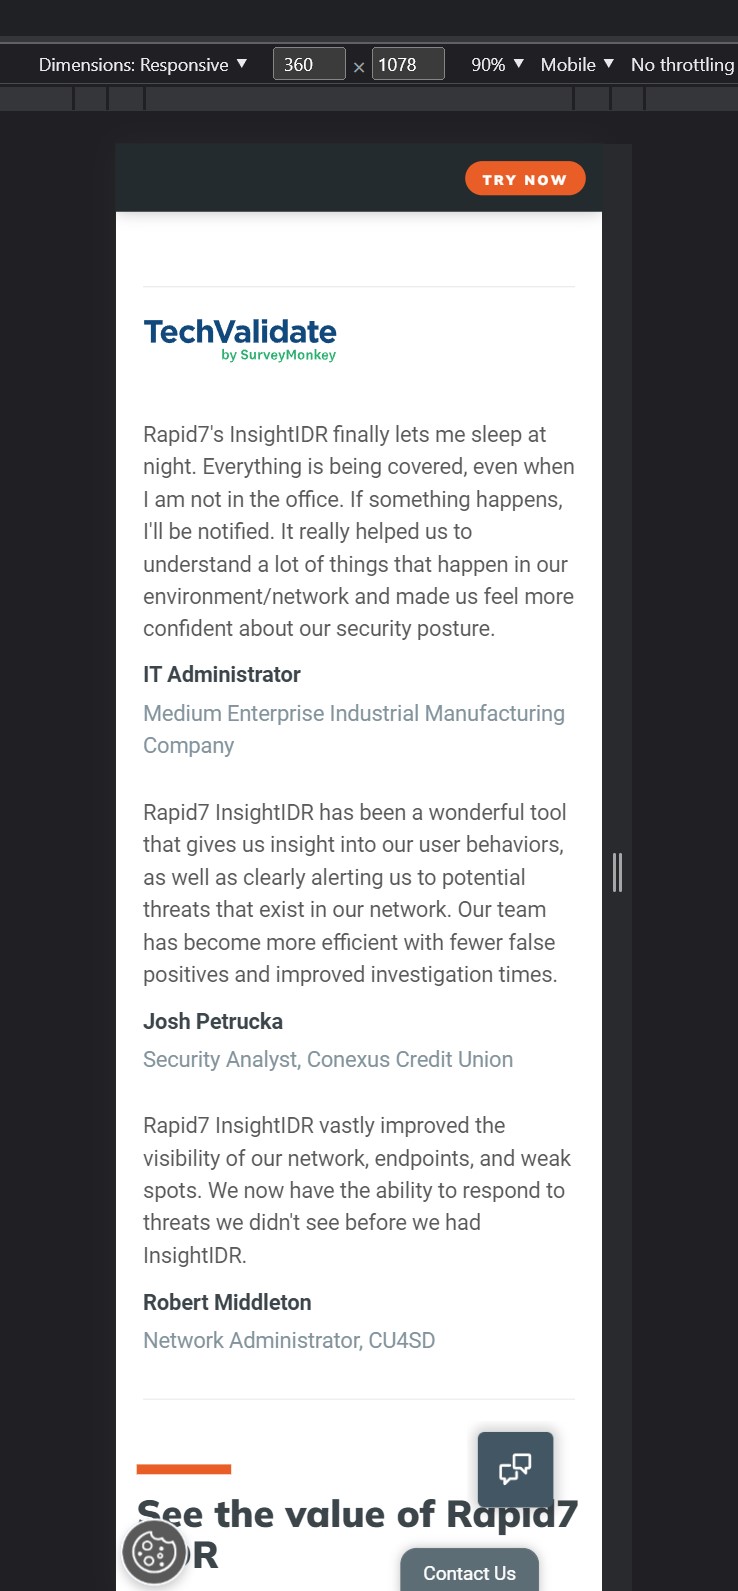 Dimensions: Responsive ▼ 360 × 1078 90% ▼ Mobile ▼ No throttling
TRY NOW
TechValidate
by SurveyMonkey
Rapid7's InsightIDR finally lets me sleep at
night. Everything is being covered, even when
I am not in the office. If something happens,
I'll be notified. It really helped us to
understand a lot of things that happen in our
environment/network and made us feel more
confident about our security posture.
IT Administrator
Medium Enterprise Industrial Manufacturing
Company
Rapid7 InsightIDR has been a wonderful tool
that gives us insight into our user behaviors,
as well as clearly alerting us to potential
threats that exist in our network. Our team
has become more efficient with fewer false
positives and improved investigation times.
Josh Petrucka
Security Analyst, Conexus Credit Union
Rapid7 InsightIDR vastly improved the
visibility of our network, endpoints, and weak
spots. We now have the ability to respond to
threats we didn't see before we had
InsightIDR.
Robert Middleton
Network Administrator, CU4SD
See the value of Rapid7
Contact Us